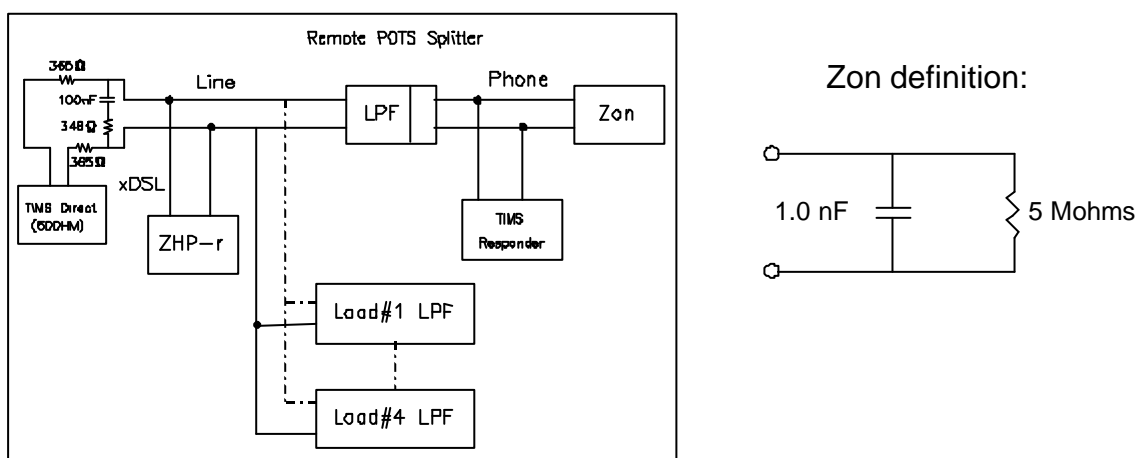 Remote POTS Splitter
365Ω
100nF
348Ω
365Ω
TIMS Direct
(600HM)
Line
xDSL
ZHP-r
LPF
Phone
Zon
TIMS
Responder
Load#1 LPF
Load#4 LPF
Zon definition:
1.0 nF
5 Mohms